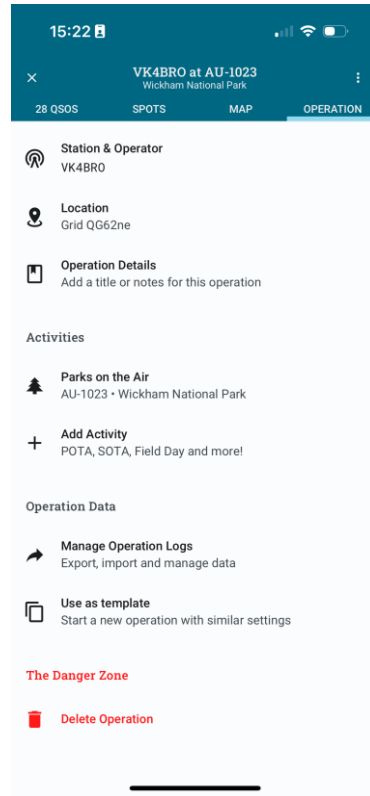 15:22
VK4BRO at AU-1023
Wickham National Park
28 QSOS SPOTS MAP OPERATION
Station & Operator
VK4BRO
Location
Grid QG62ne
Operation Details
Add a title or notes for this operation
Activities
Parks on the Air
AU-1023 • Wickham National Park
Add Activity
POTA, SOTA, Field Day and more!
Operation Data
Manage Operation Logs
Export, import and manage data
Use as template
Start a new operation with similar settings
The Danger Zone
Delete Operation